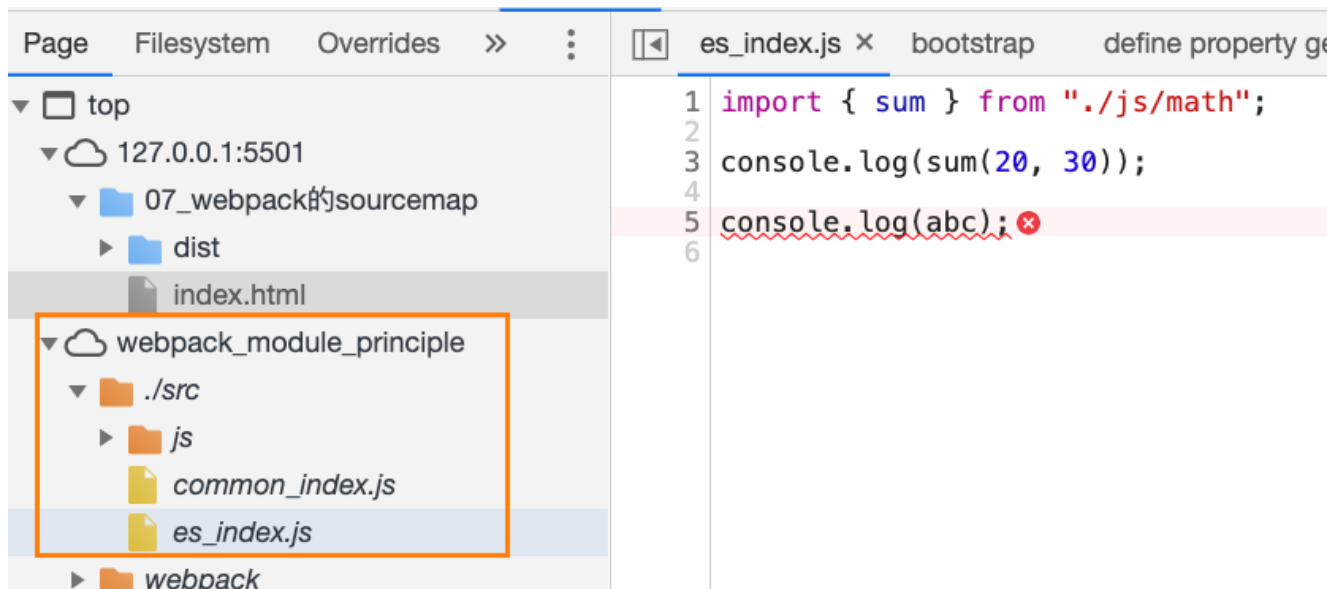 Page Filesystem Overrides »
top
127.0.0.1:5501
07_webpack的sourcemap
dist
index.html
webpack_module_principle
./src
js
common_index.js
es_index.js
webpack
es_index.js × bootstrap define property ge
1 import { sum } from "./js/math";
2
3 console.log(sum(20, 30));
4
5 console.log(abc);
6